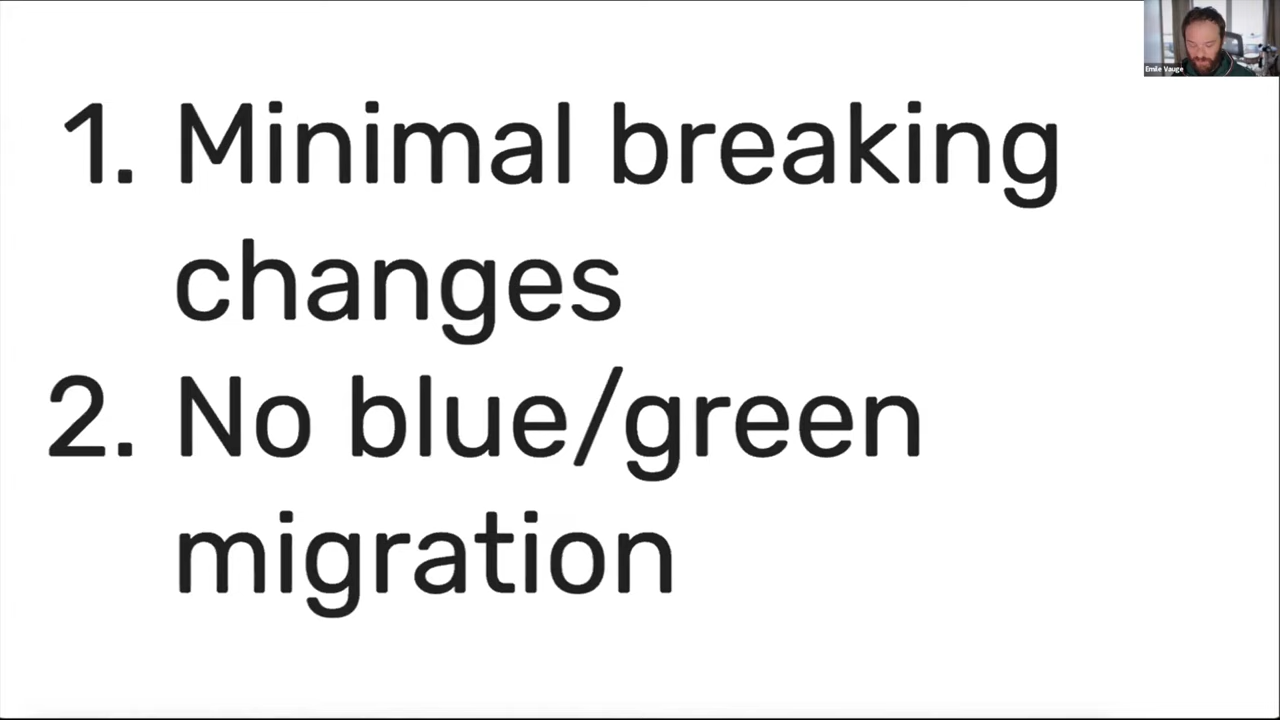 Emile Vauge
1. Minimal breaking
changes
2. No blue/green
migration